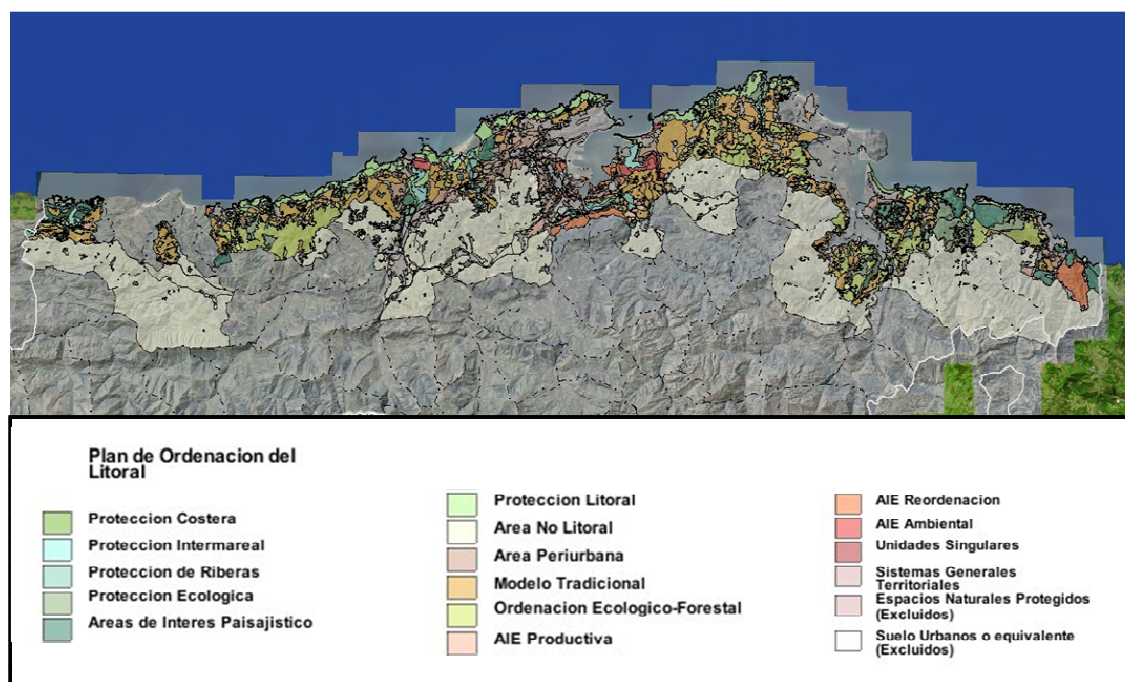 Plan de Ordenacion del
Litoral
Proteccion Costera
Proteccion Intermareal
Proteccion de Riberas
Proteccion Ecologica
Areas de Interes Paisajistico
Proteccion Litoral
Area No Litoral
Area Periurbana
Modelo Tradicional
Ordenacion Ecologico-Forestal
AIE Productiva
AIE Reordenacion
AIE Ambiental
Unidades Singulares
Sistemas Generales
Territoriales
Espacios Naturales Protegidos
(Excluidos)
Suelo Urbanos o equivalente
(Excluidos)